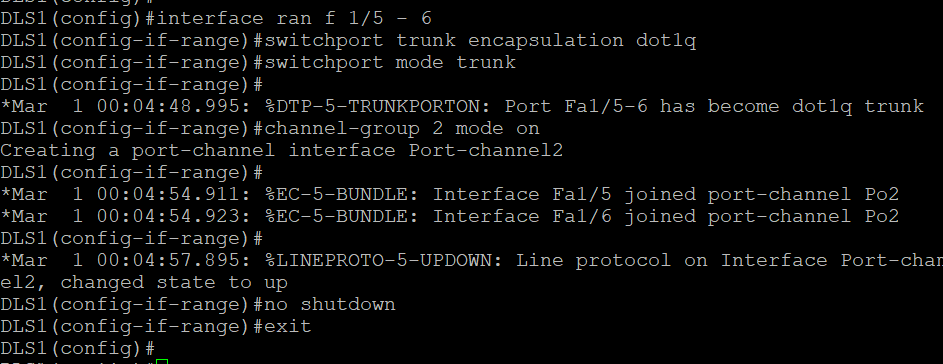 DLS1(config)#interface ran f 1/5 - 6
DLS1(config-if-range)#switchport trunk encapsulation dot1q
DLS1(config-if-range)#switchport mode trunk
DLS1(config-if-range)#
*Mar  1 00:04:48.995: %DTP-5-TRUNKPORTON: Port Fa1/5-6 has become dot1q trunk
DLS1(config-if-range)#channel-group 2 mode on
Creating a port-channel interface Port-channel2
DLS1(config-if-range)#
*Mar  1 00:04:54.911: %EC-5-BUNDLE: Interface Fa1/5 joined port-channel Po2
*Mar  1 00:04:54.923: %EC-5-BUNDLE: Interface Fa1/6 joined port-channel Po2
DLS1(config-if-range)#
*Mar  1 00:04:57.895: %LINEPROTO-5-UPDOWN: Line protocol on Interface Port-chan
el2, changed state to up
DLS1(config-if-range)#no shutdown
DLS1(config-if-range)#exit
DLS1(config)#